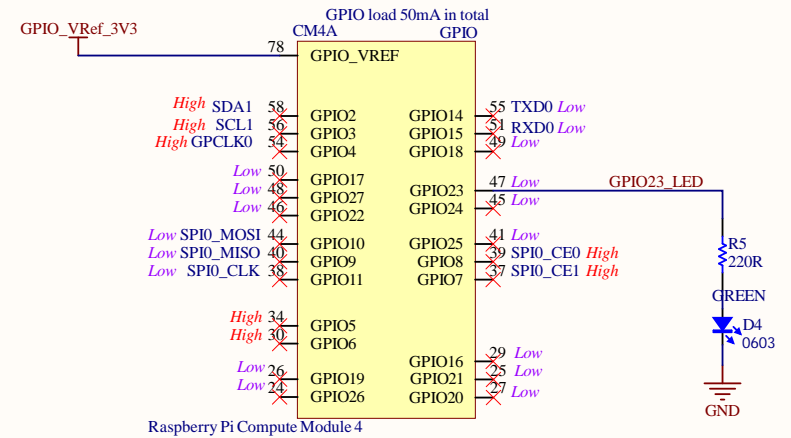 GPIO load 50mA in total
GPIO_VRef_3V3
CM4A
GPIO
78
GPIO_VREF
High SDA1 58 GPIO2
High SCL1 56 GPIO3
High GPCLK0 54 GPIO4
Low 50 GPIO17
Low 48 GPIO27
Low 46 GPIO22
Low SPI0_MOSI 44 GPIO10
Low SPI0_MISO 40 GPIO9
Low SPI0_CLK 38 GPIO11
High 34 GPIO5
High 30 GPIO6
Low 26 GPIO19
Low 24 GPIO26
GPIO14 55 TXD0 Low
GPIO15 51 RXD0 Low
GPIO18 49 Low
GPIO23 47 Low GPIO23_LED
GPIO24 45 Low
GPIO25 41 Low
GPIO8 39 SPI0_CE0 High
GPIO7 37 SPI0_CE1 High
GPIO16 29 Low
GPIO21 25 Low
GPIO20 27 Low
R5
220R
GREEN
D4
0603
GND
Raspberry Pi Compute Module 4